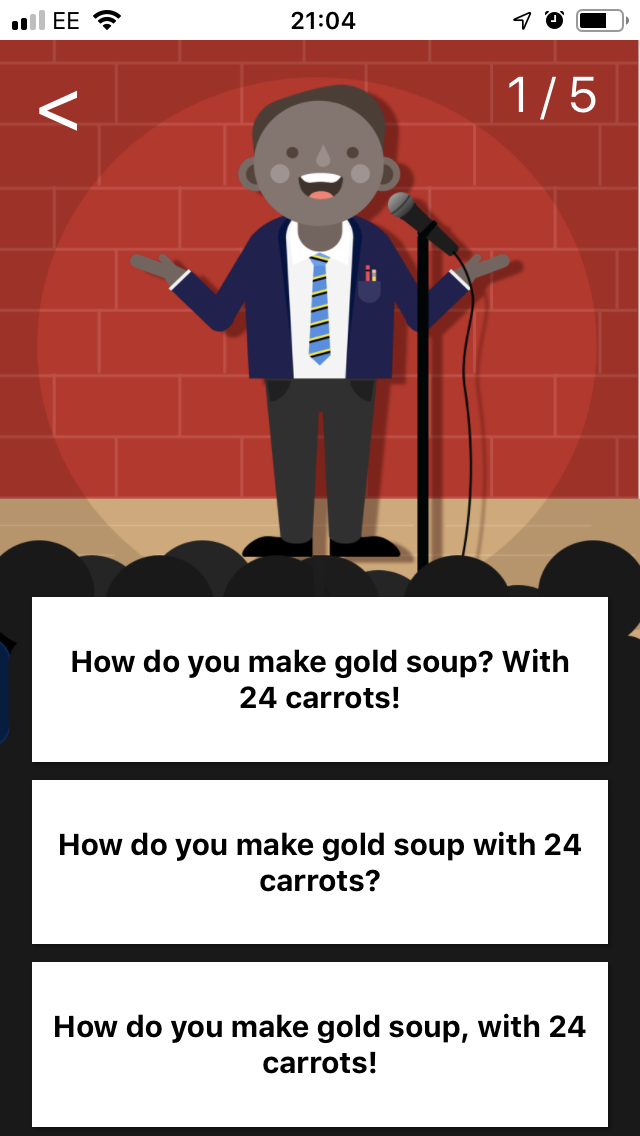 EE 21:04
<
1/5
How do you make gold soup? With
24 carrots!
How do you make gold soup with 24
carrots?
How do you make gold soup, with 24
carrots!